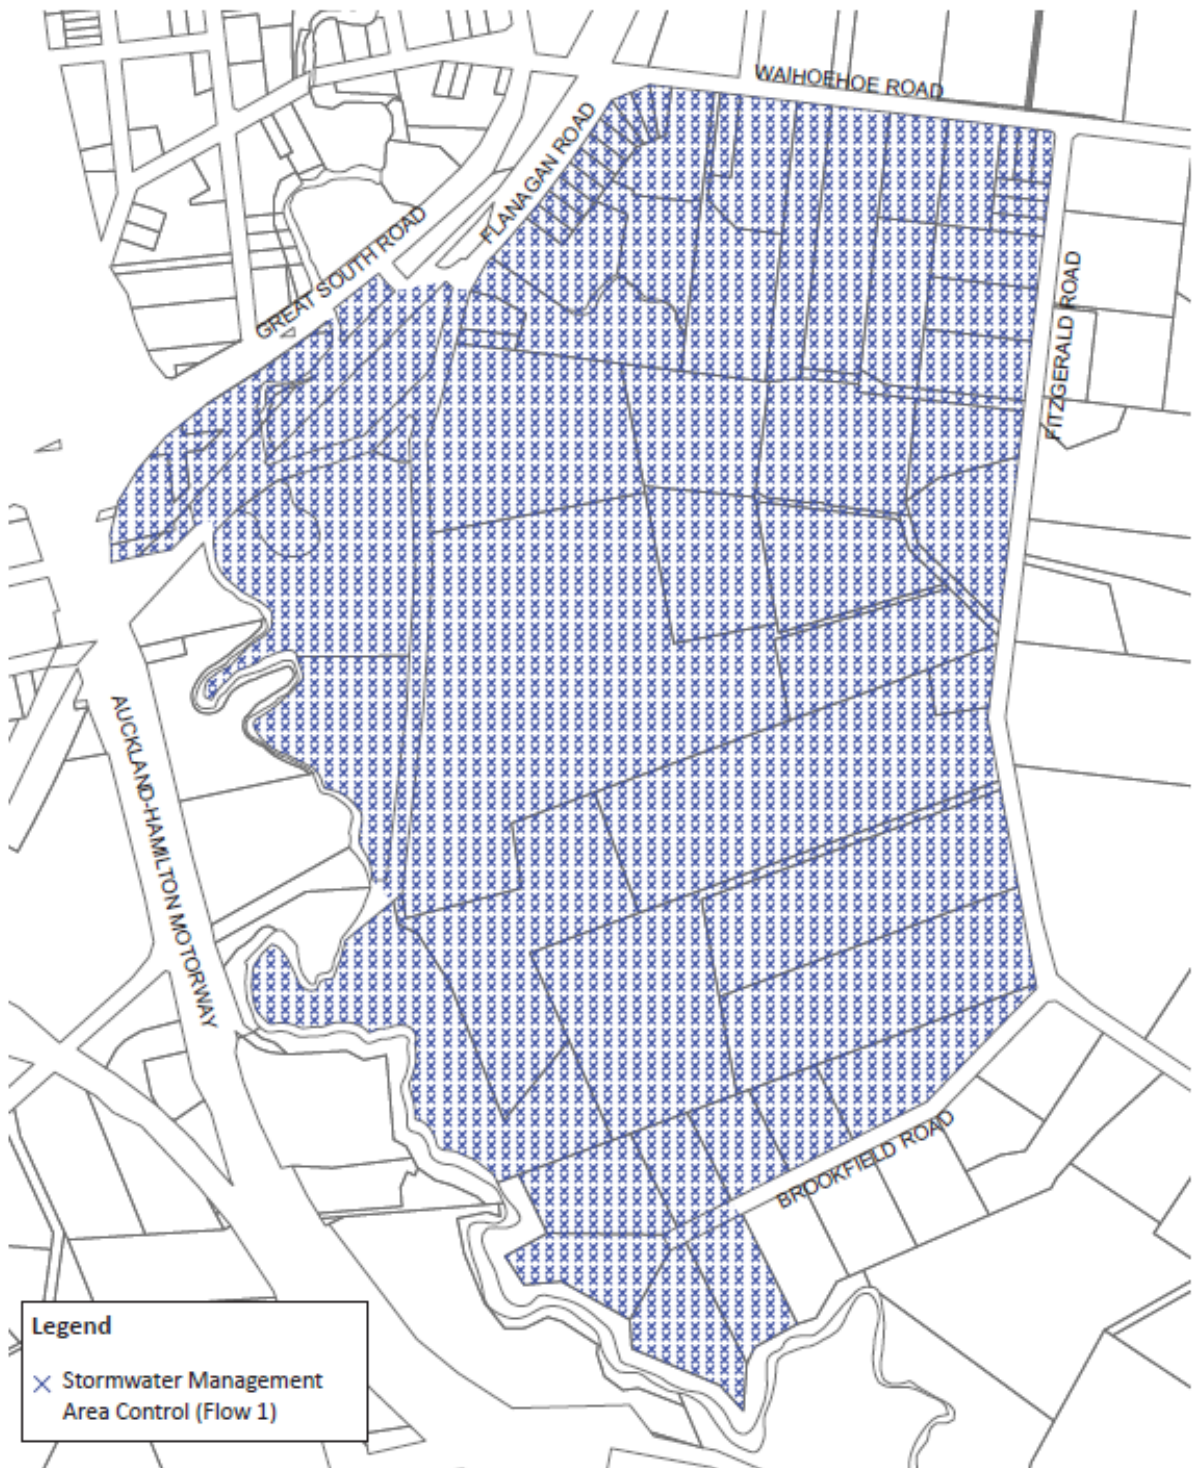 WAIHOEHOE ROAD
FLANAGAN ROAD
GREAT SOUTH ROAD
FITZGERALD ROAD
AUCKLAND-HAMILTON MOTORWAY
BROOKFIELD ROAD
Legend
Stormwater Management
Area Control (Flow 1)